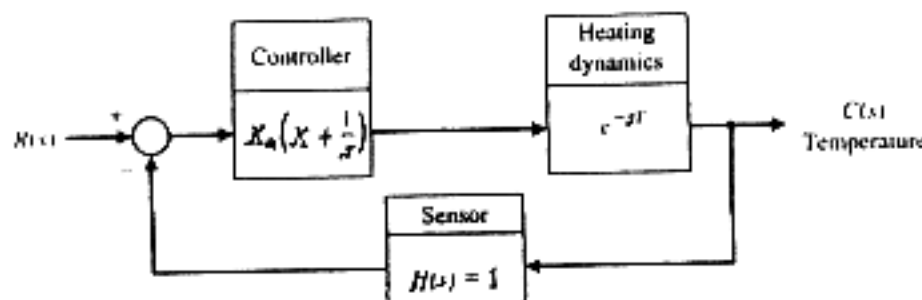 Controller
Heating
dynamics
R(s)
+
K_a(K + 1/s)
e^{-sT}
C(s)
Temperature
−
Sensor
H(s) = 1